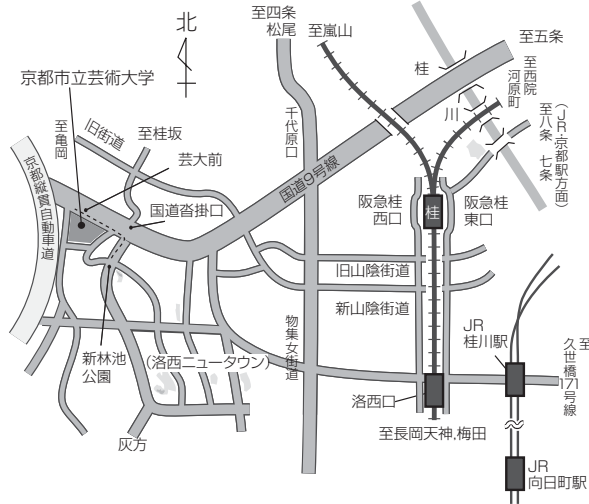 北
至四条
松尾
至嵐山
桂
至五条
至西院
河原町
京都市立芸術大学
千代原口
川
至八条 七条
(JR・京都駅方面)
至亀岡
旧街道
至桂坂
芸大前
国道沓掛口
国道9号線
阪急桂
西口
桂
阪急桂
東口
京都縦貫自動車道
旧山陰街道
新山陰街道
物集女街道
JR
桂川駅
至
久世橋
171号線
新林池
公園
(洛西ニュータウン)
洛西口
灰方
至長岡天神,梅田
JR
向日町駅